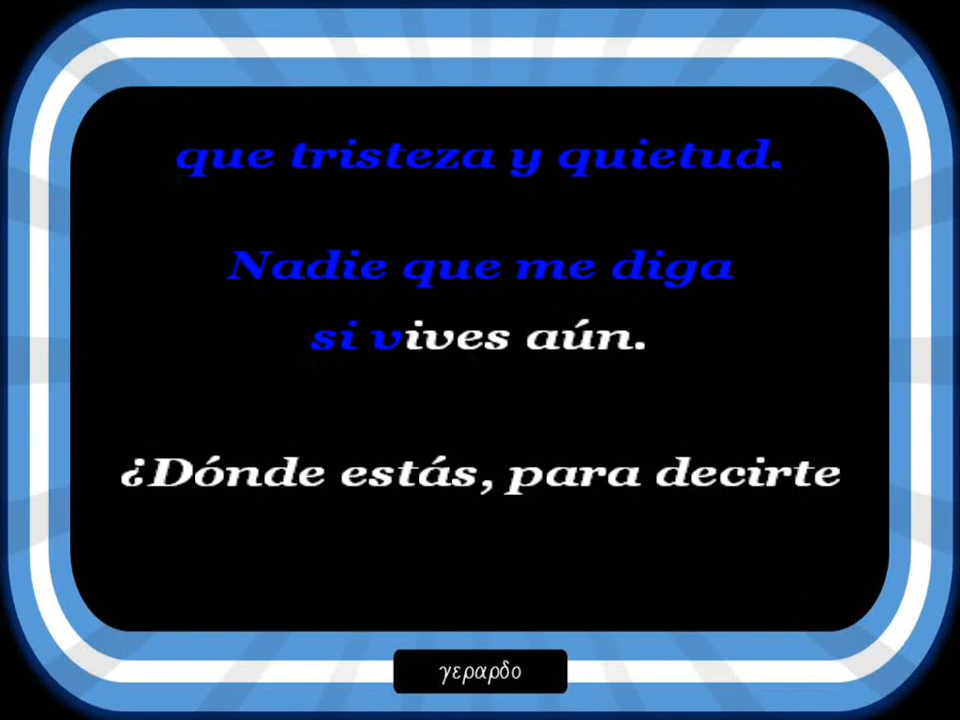 que tristeza y quietud.
Nadie que me diga
si vives aún.
¿Dónde estás, para decirte
γεραρδο